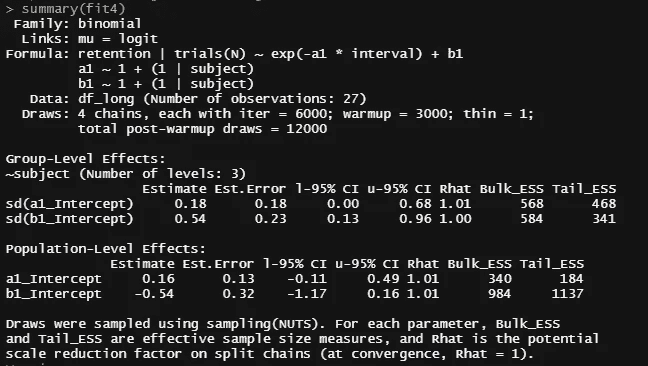 > summary(fit4)
Family: binomial
Links: mu = logit
Formula: retention | trials(N) ~ exp(-a1 * interval) + b1
a1 ~ 1 + (1 | subject)
b1 ~ 1 + (1 | subject)
Data: df_long (Number of observations: 27)
Draws: 4 chains, each with iter = 6000; warmup = 3000; thin = 1;
total post-warmup draws = 12000
Group-Level Effects:
~subject (Number of levels: 3)
Estimate Est.Error l-95% CI u-95% CI Rhat Bulk_ESS Tail_ESS
sd(a1_Intercept) 0.18 0.18 0.00 0.68 1.01 568 468
sd(b1_Intercept) 0.54 0.23 0.13 0.96 1.00 584 341
Population-Level Effects:
Estimate Est.Error l-95% CI u-95% CI Rhat Bulk_ESS Tail_ESS
a1_Intercept 0.16 0.13 -0.11 0.49 1.01 340 184
b1_Intercept -0.54 0.32 -1.17 0.16 1.01 984 1137
Draws were sampled using sampling(NUTS). For each parameter, Bulk_ESS
and Tail_ESS are effective sample size measures, and Rhat is the potential
scale reduction factor on split chains (at convergence, Rhat = 1).